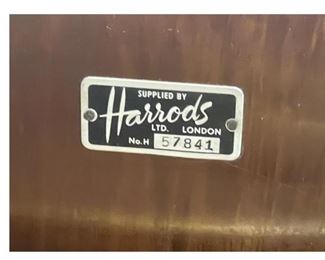 SUPPLIED BY
Harrods
LTD. LONDON
No.H 57841